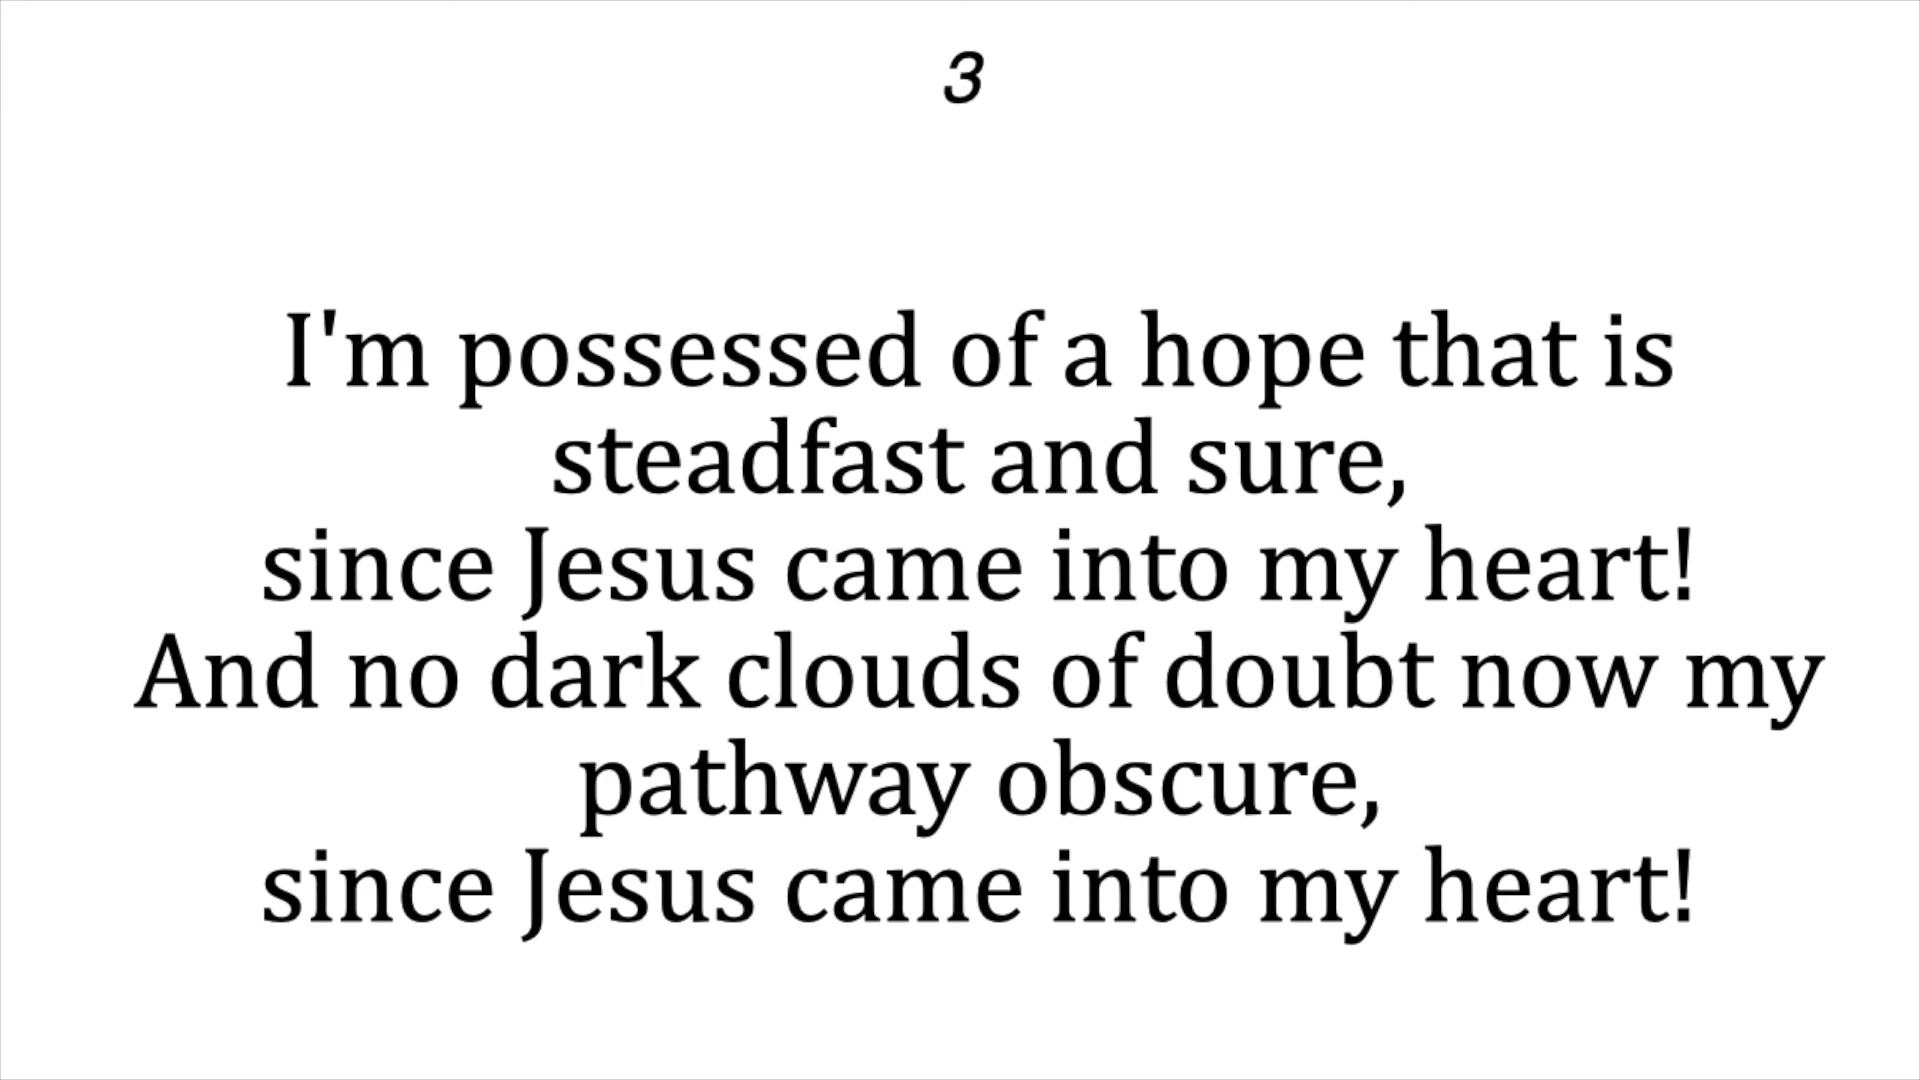 3
I'm possessed of a hope that is
steadfast and sure,
since Jesus came into my heart!
And no dark clouds of doubt now my
pathway obscure,
since Jesus came into my heart!